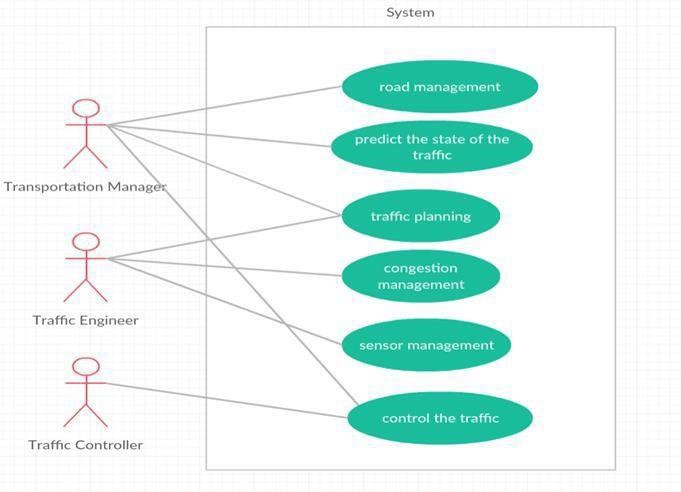 System
road management
predict the state of the
traffic
Transportation Manager
traffic planning
congestion
management
Traffic Engineer
sensor management
control the traffic
Traffic Controller